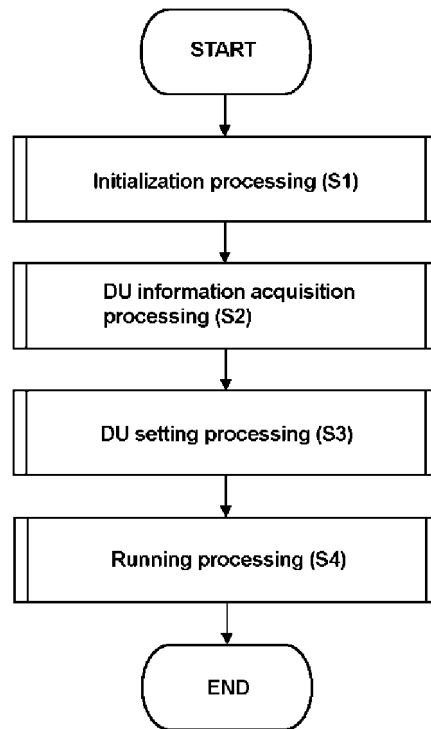 START
Initialization processing (S1)
DU information acquisition
processing (S2)
DU setting processing (S3)
Running processing (S4)
END